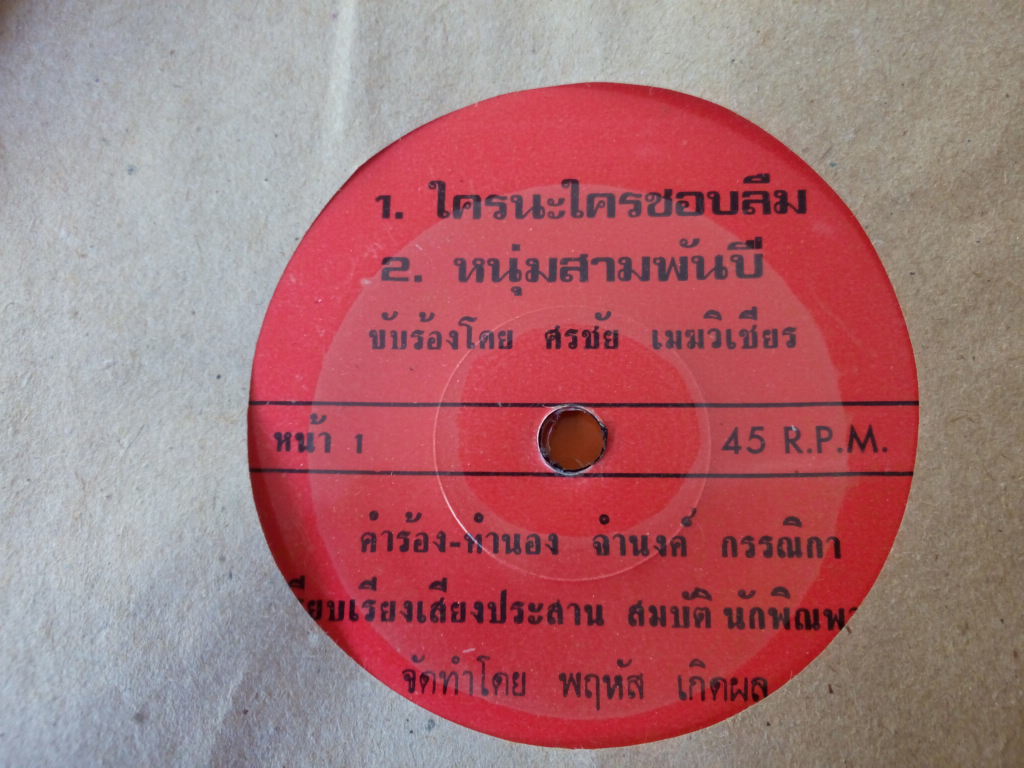 1. ใครนะใครชอบลืม
2. หนุ่มสามพันปี
ขับร้องโดย ศรชัย เมฆวิเชียร
หน้า 1
45 R.P.M.
คำร้อง-ทำนอง จำนงค์ กรรณิกา
รียบเรียงเสียงประสาน สมบัติ นักพิณพา
จัดทำโดย พฤหัส เกิดผล